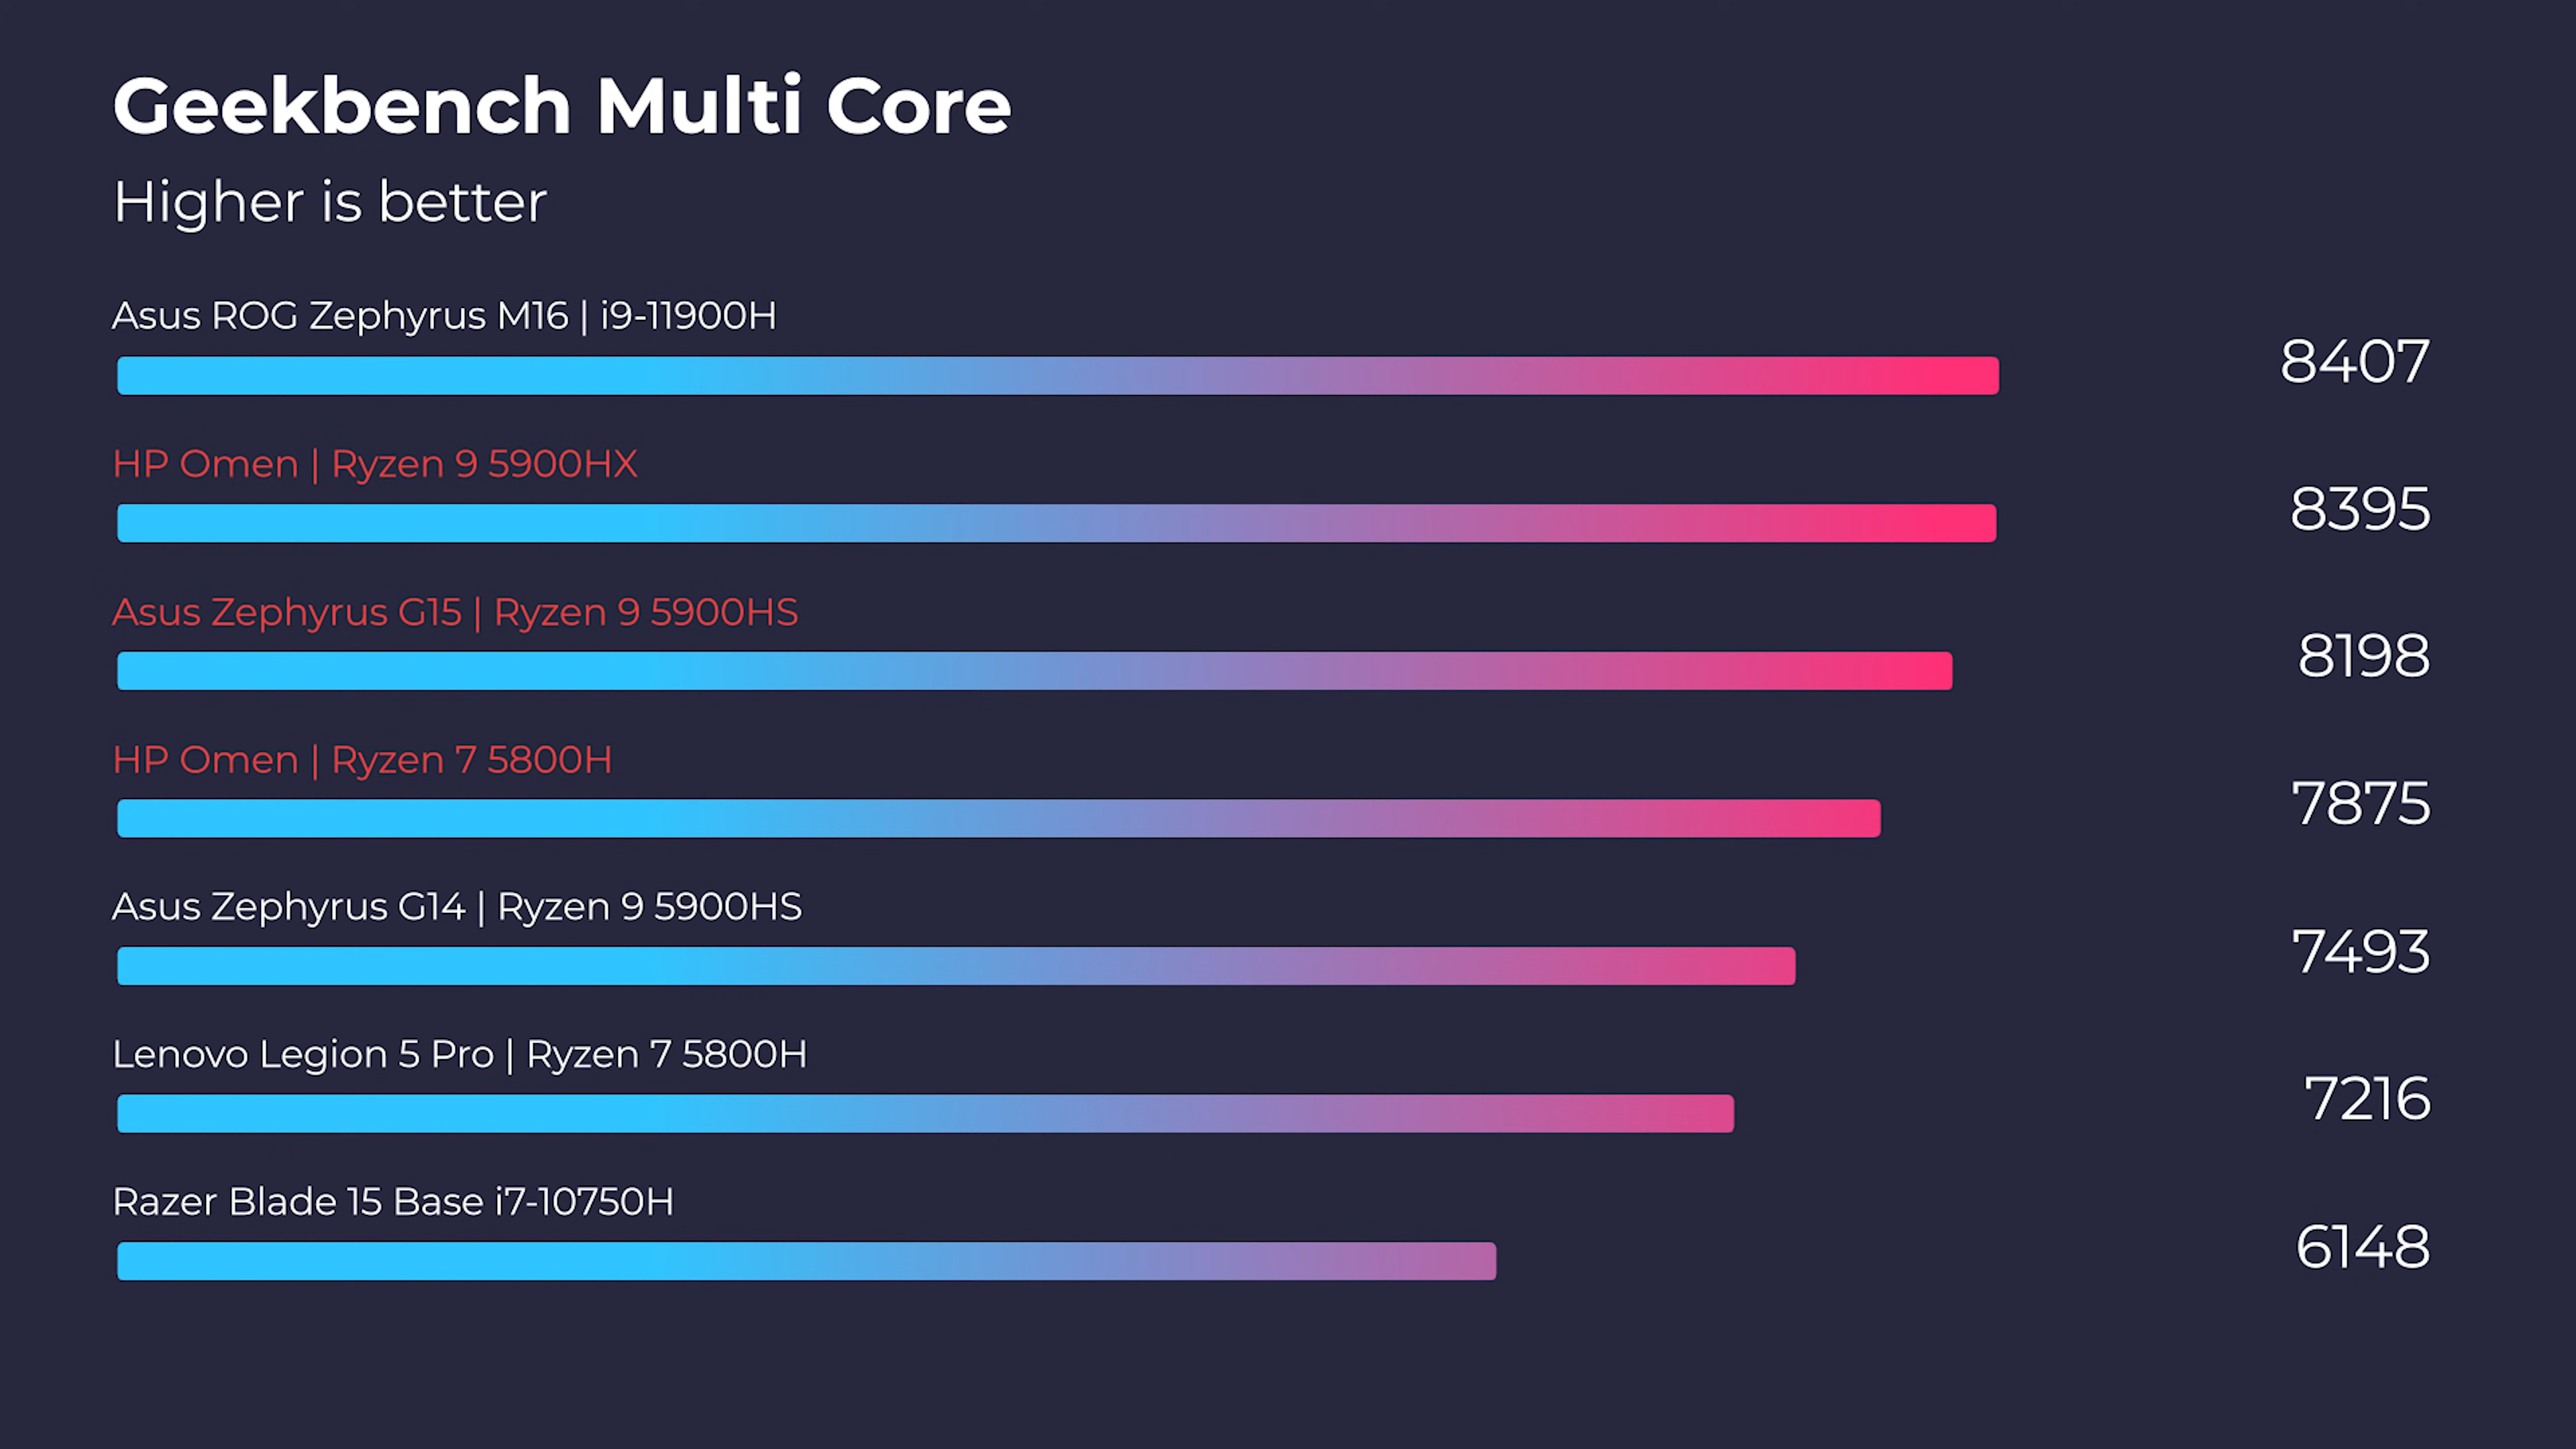 Geekbench Multi Core
Higher is better
Asus ROG Zephyrus M16 | i9-11900H
8407
HP Omen | Ryzen 9 5900HX
8395
Asus Zephyrus G15 | Ryzen 9 5900HS
8198
HP Omen | Ryzen 7 5800H
7875
Asus Zephyrus G14 | Ryzen 9 5900HS
7493
Lenovo Legion 5 Pro | Ryzen 7 5800H
7216
Razer Blade 15 Base i7-10750H
6148